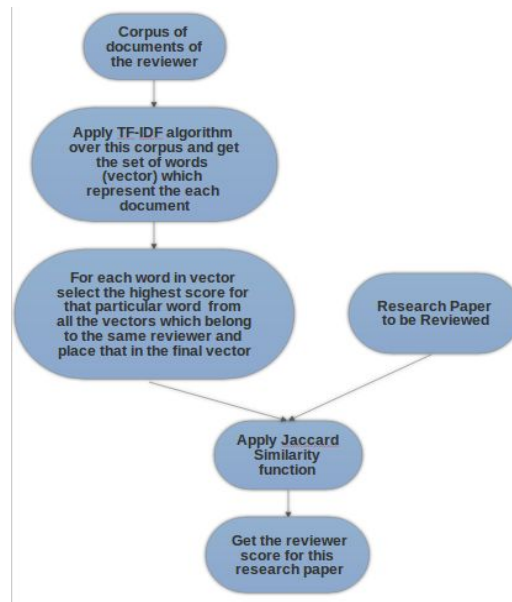 Corpus of
documents of
the reviewer
Apply TF-IDF algorithm
over this corpus and get
the set of words
(vector) which
represent the each
document
For each word in vector
select the highest score for
that particular word from
all the vectors which belong
to the same reviewer and
place that in the final vector
Research Paper
to be Reviewed
Apply Jaccard
Similarity
function
Get the reviewer
score for this
research paper